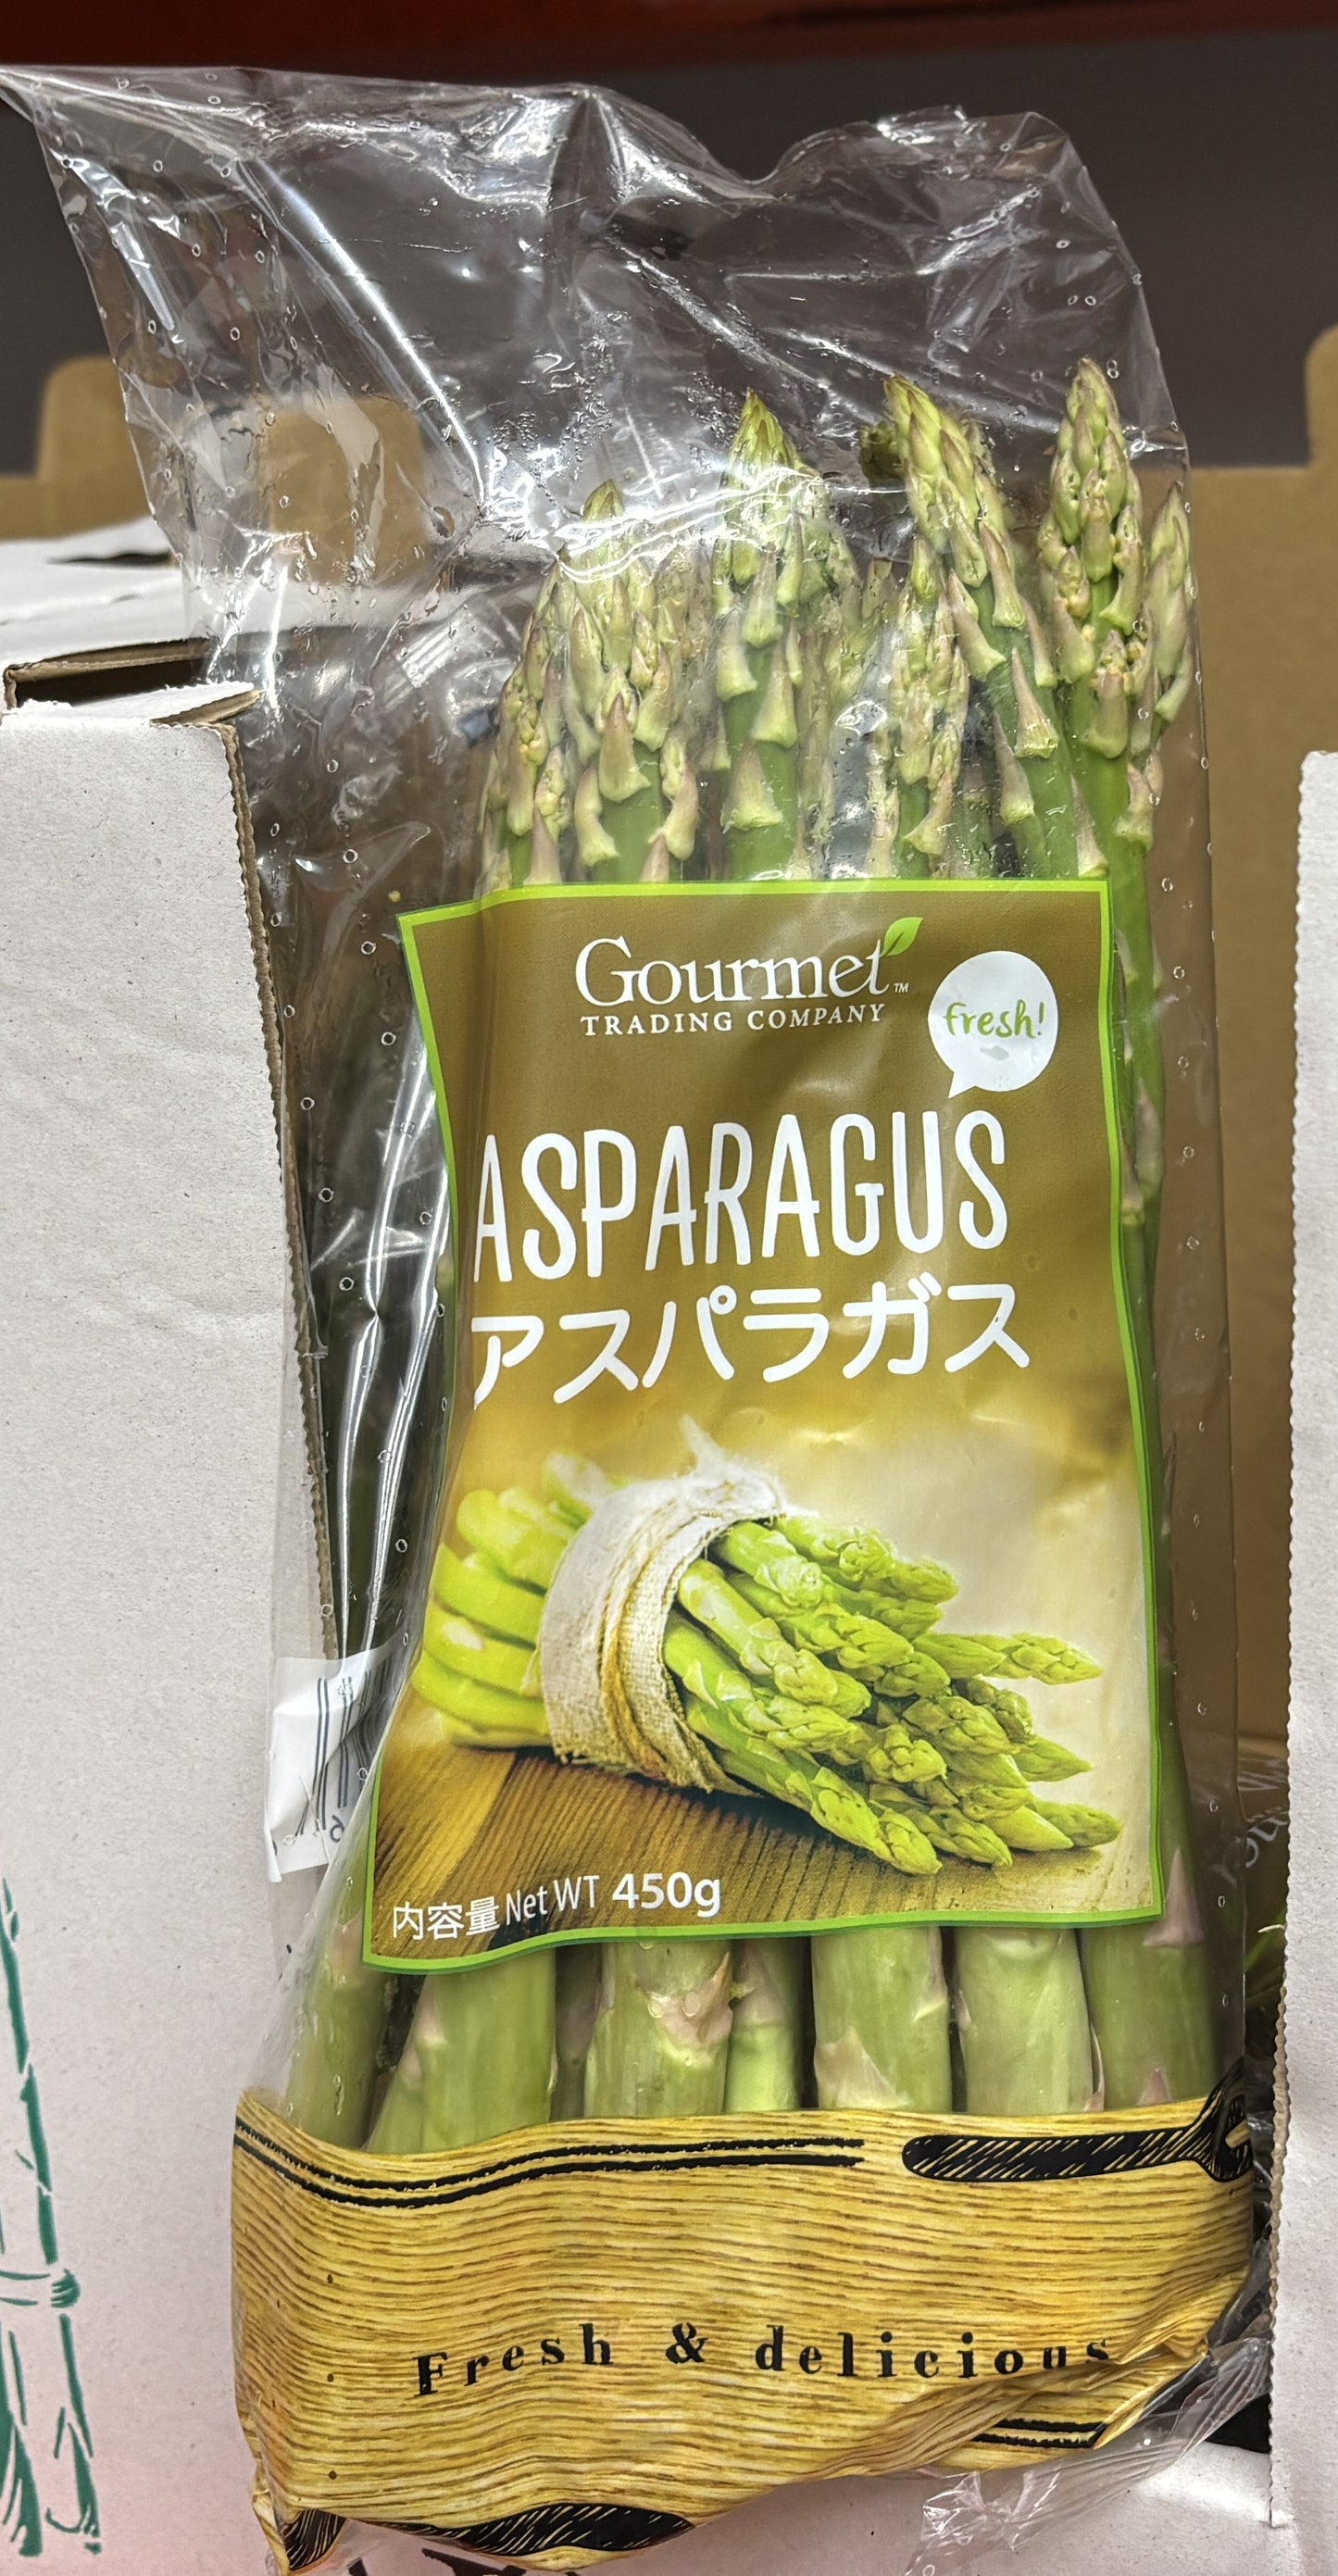 Gourmet™
TRADING COMPANY
fresh!
ASPARAGUS
アスパラガス
内容量 Net WT 450g
Fresh & delicious